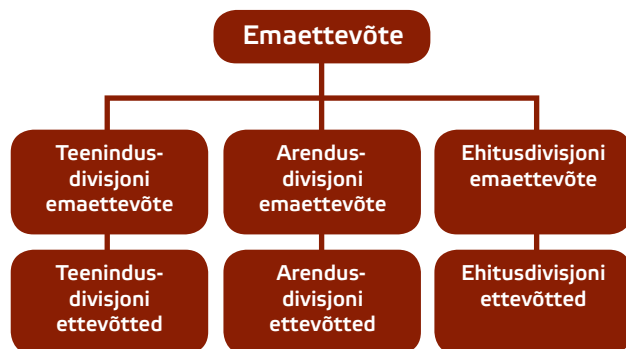 Emaettevõte
Teenindus-
divisjoni
emaettevõte
Arendus-
divisjoni
emaettevõte
Ehitusdivisjoni
emaettevõte
Teenindus-
divisjoni
ettevõtted
Arendus-
divisjoni
ettevõtted
Ehitusdivisjoni
ettevõtted